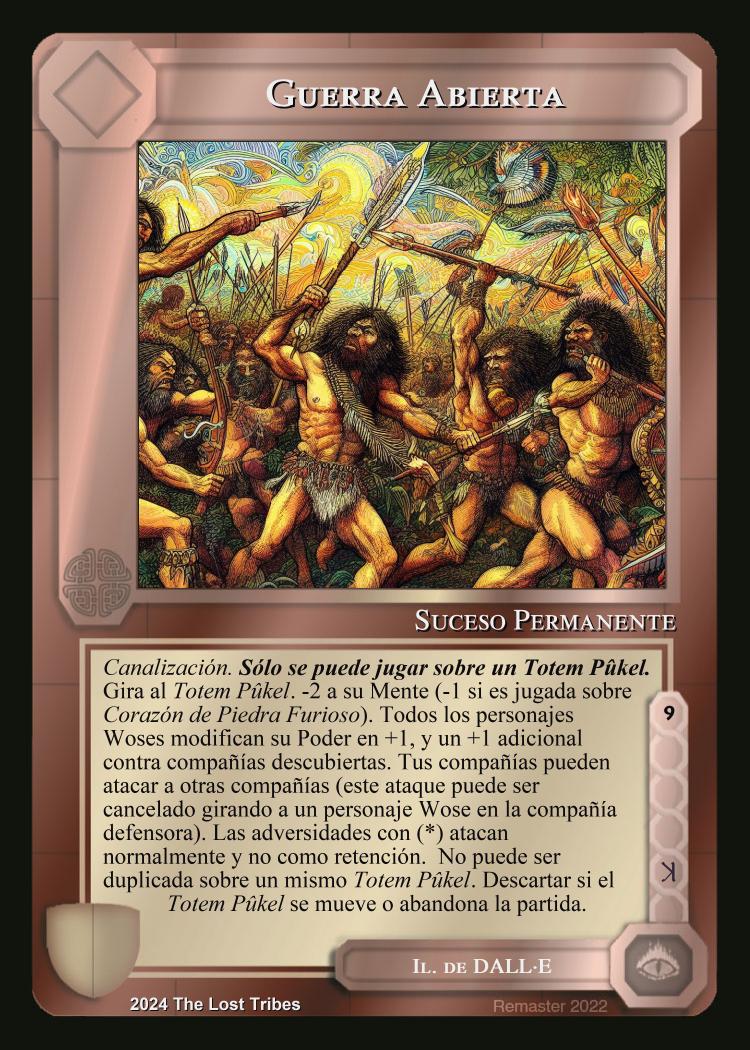 Guerra Abierta
Suceso Permanente
Canalización. Sólo se puede jugar sobre un Totem Pûkel.
Gira al Totem Pûkel. -2 a su Mente (-1 si es jugada sobre
Corazón de Piedra Furioso). Todos los personajes
Woses modifican su Poder en +1, y un +1 adicional
contra compañías descubiertas. Tus compañías pueden
atacar a otras compañías (este ataque puede ser
cancelado girando a un personaje Wose en la compañía
defensora). Las adversidades con (*) atacan
normalmente y no como retención.  No puede ser
duplicada sobre un mismo Totem Pûkel. Descartar si el
Totem Pûkel se mueve o abandona la partida.
9
Il. de DALL·E
2024 The Lost Tribes
Remaster 2022